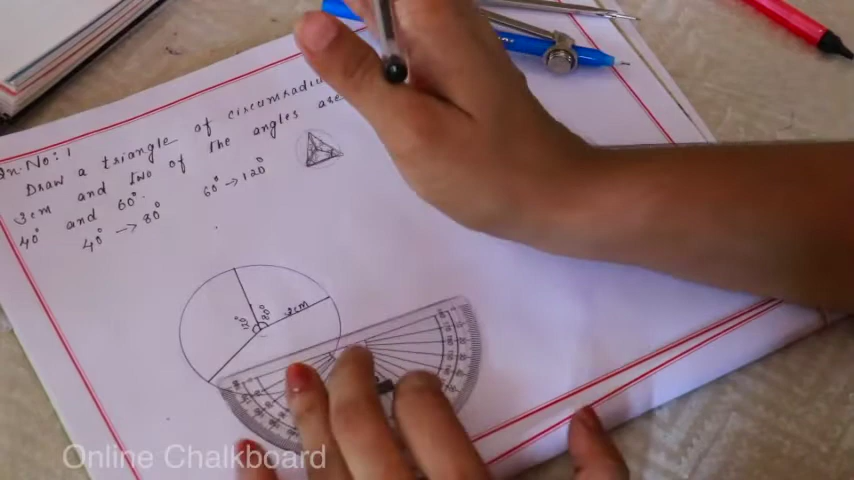 Qn.No:1
Draw a triangle of circumradiu
3cm and two of the angles are
40° and 60°.
40° → 80° 60° → 120°
120° 80° 3cm
Online Chalkboard